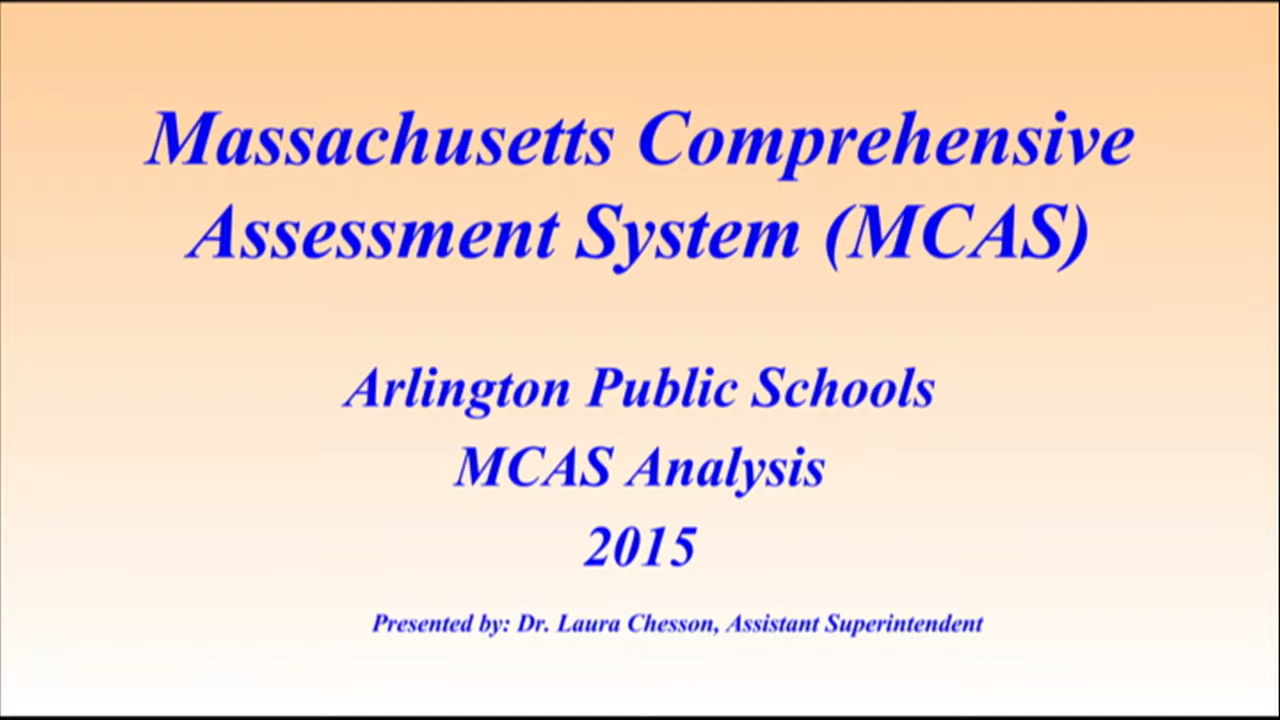 Massachusetts Comprehensive
Assessment System (MCAS)
Arlington Public Schools
MCAS Analysis
2015
Presented by: Dr. Laura Chesson, Assistant Superintendent